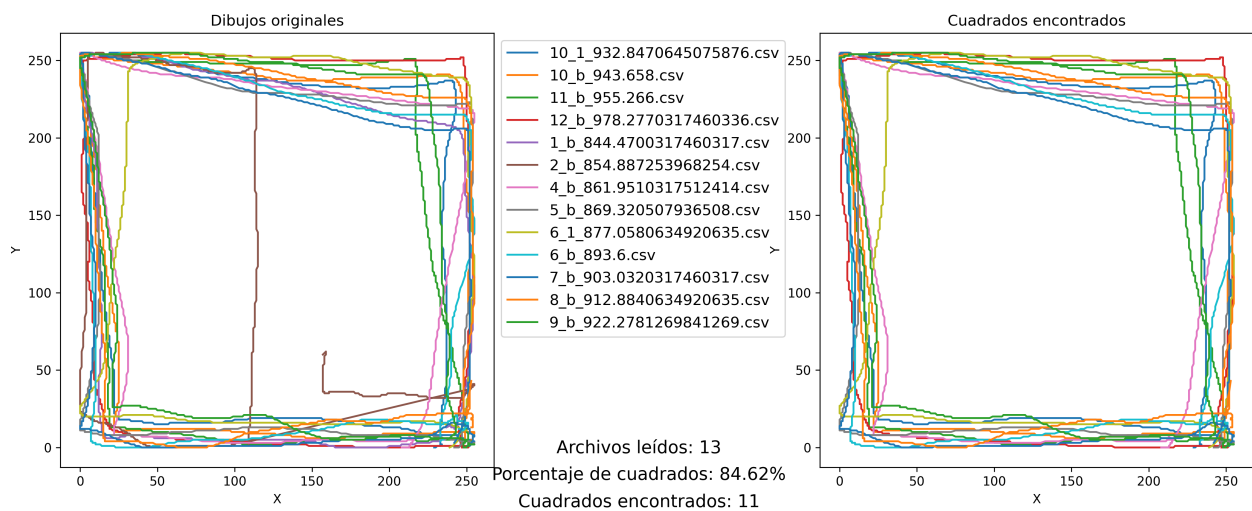 Dibujos originales
250
200
150
100
50
0
Y
0 50 100 150 200 250
X
10_1_932.8470645075876.csv
10_b_943.658.csv
11_b_955.266.csv
12_b_978.2770317460336.csv
1_b_844.4700317460317.csv
2_b_854.887253968254.csv
4_b_861.9510317512414.csv
5_b_869.320507936508.csv
6_1_877.0580634920635.csv
6_b_893.6.csv
7_b_903.0320317460317.csv
8_b_912.8840634920635.csv
9_b_922.2781269841269.csv
Archivos leídos: 13
Porcentaje de cuadrados: 84.62%
Cuadrados encontrados: 11
Cuadrados encontrados
250
200
150
100
50
0
Y
0 50 100 150 200 250
X